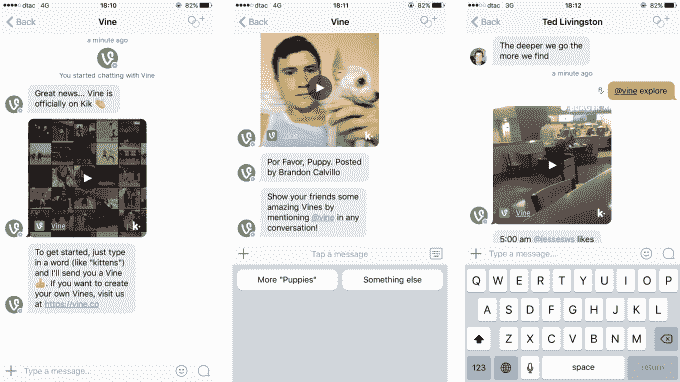 dtac 4G 18:10 82%
Back Vine
a minute ago
You started chatting with Vine
Great news... Vine is
officially on Kik 👏
Vine k.
To get started, just type
in a word (like "kittens")
and I'll send you a Vine
👍. If you want to create
your own Vines, visit us
at https://vine.co
Type a message...
dtac 4G 18:11 82%
Back Vine
Vine k.
Por Favor, Puppy. Posted
by Brandon Calvillo
Show your friends some
amazing Vines by
mentioning @vine in any
conversation!
Tap a message
More "Puppies" Something else
dtac 3G 18:12 82%
Back Ted Livingston
The deeper we go the
more we find
a minute ago
@vine explore
Vine k.
5:00 am @jessesvs likes
Type a message...
Q W E R T Y U I O P
A S D F G H J K L
Z X C V B N M
123 space return